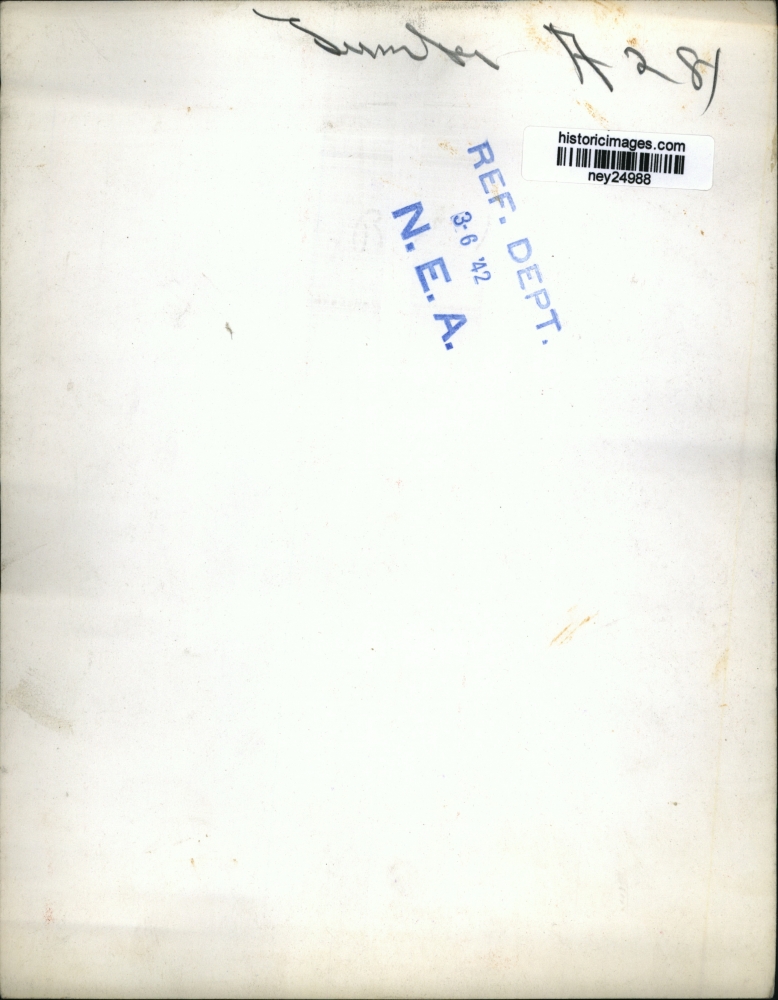 historicimages.com
ney24988
REF. DEPT.
3-6 '42
N. E. A.